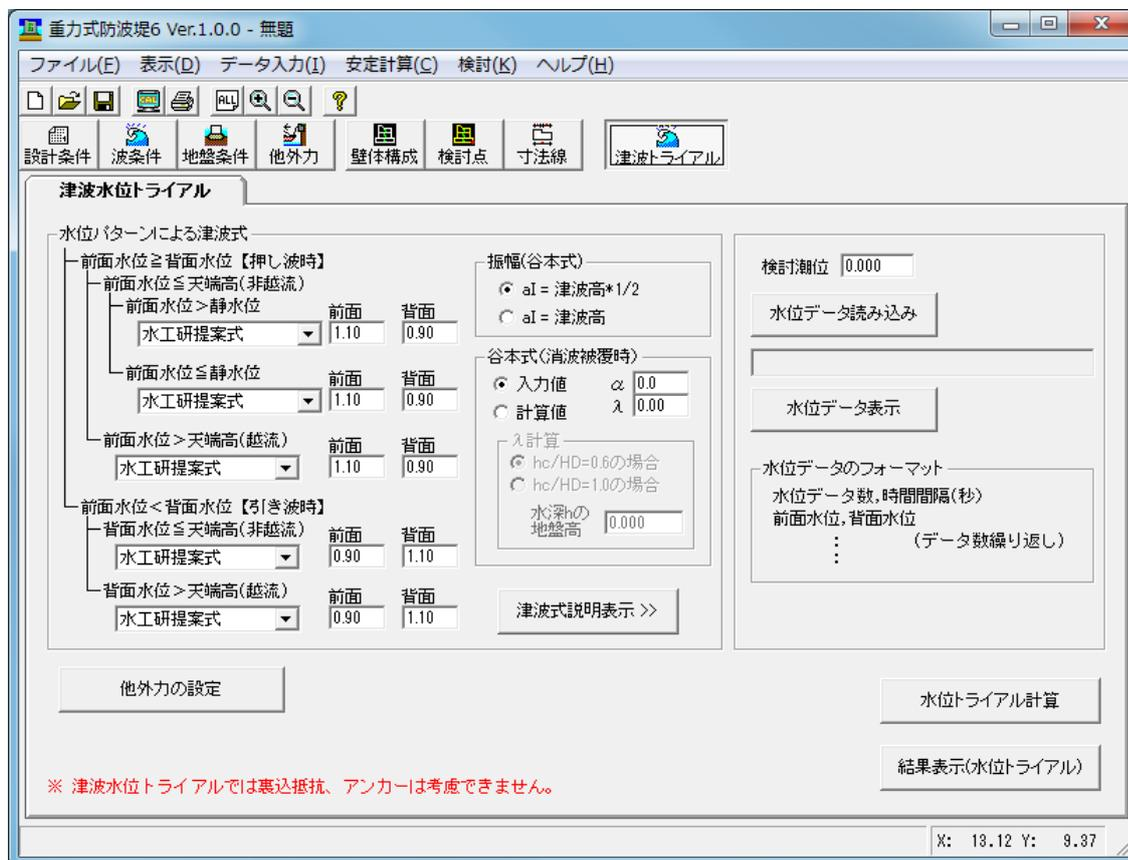 重力式防波堤6 Ver.1.0.0 - 無題
ファイル(F) 表示(D) データ入力(I) 安定計算(C) 検討(K) ヘルプ(H)
CAL ALL ?
設計条件 波条件 地盤条件 他外力 壁体構成 検討点 寸法線 津波トライアル
津波水位トライアル
水位パターンによる津波式
前面水位≧背面水位【押し波時】
前面水位≦天端高(非越流)
前面水位>静水位
前面 背面
水工研提案式 1.10 0.90
前面水位≦静水位
前面 背面
水工研提案式 1.10 0.90
前面水位>天端高(越流)
前面 背面
水工研提案式 1.10 0.90
前面水位<背面水位【引き波時】
背面水位≦天端高(非越流)
前面 背面
水工研提案式 0.90 1.10
背面水位>天端高(越流)
前面 背面
水工研提案式 0.90 1.10
振幅(谷本式)
aI = 津波高*1/2
aI = 津波高
谷本式(消波被覆時)
入力値 α 0.0
計算値 λ 0.00
λ計算
hc/HD=0.6の場合
hc/HD=1.0の場合
水深hの
地盤高 0.000
津波式説明表示 >>
検討潮位 0.000
水位データ読み込み
水位データ表示
水位データのフォーマット
水位データ数,時間間隔(秒)
前面水位,背面水位
: (データ数繰り返し)
:
他外力の設定
水位トライアル計算
結果表示(水位トライアル)
※ 津波水位トライアルでは裏込抵抗、アンカーは考慮できません。
X: 13.12 Y: 9.37